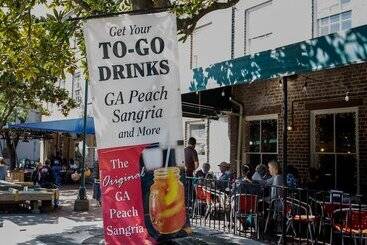 Get Your
TO-GO
DRINKS
GA Peach
Sangria
and More
The
Original
GA
Peach
Sangria